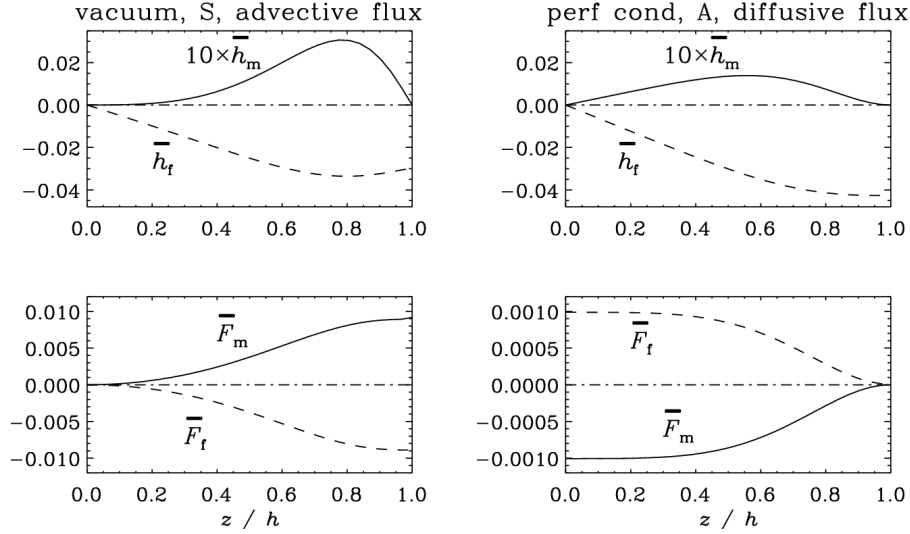 vacuum, S, advective flux
10×h̅m
0.02
0.00
−0.02
−0.04
h̅f
0.0 0.2 0.4 0.6 0.8 1.0
perf cond, A, diffusive flux
10×h̅m
0.02
0.00
−0.02
−0.04
h̅f
0.0 0.2 0.4 0.6 0.8 1.0
0.010
0.005
0.000
−0.005
−0.010
F̅m
F̅f
0.0 0.2 0.4 0.6 0.8 1.0
z / h
0.0010
0.0005
0.0000
−0.0005
−0.0010
F̅f
F̅m
0.0 0.2 0.4 0.6 0.8 1.0
z / h